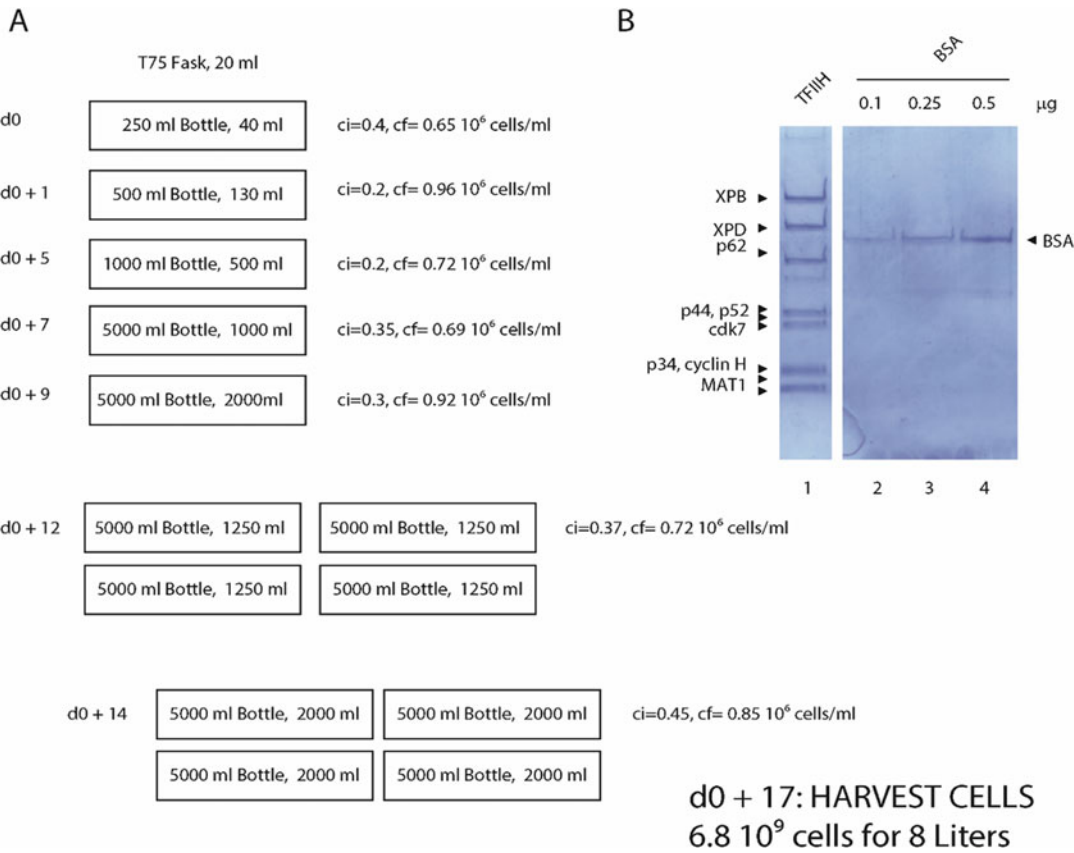 A
T75 Fask, 20 ml
d0
250 ml Bottle, 40 ml
ci=0.4, cf= 0.65 10⁶ cells/ml
d0 + 1
500 ml Bottle, 130 ml
ci=0.2, cf= 0.96 10⁶ cells/ml
d0 + 5
1000 ml Bottle, 500 ml
ci=0.2, cf= 0.72 10⁶ cells/ml
d0 + 7
5000 ml Bottle, 1000 ml
ci=0.35, cf= 0.69 10⁶ cells/ml
d0 + 9
5000 ml Bottle, 2000ml
ci=0.3, cf= 0.92 10⁶ cells/ml
d0 + 12
5000 ml Bottle, 1250 ml
5000 ml Bottle, 1250 ml
ci=0.37, cf= 0.72 10⁶ cells/ml
5000 ml Bottle, 1250 ml
5000 ml Bottle, 1250 ml
d0 + 14
5000 ml Bottle, 2000 ml
5000 ml Bottle, 2000 ml
ci=0.45, cf= 0.85 10⁶ cells/ml
5000 ml Bottle, 2000 ml
5000 ml Bottle, 2000 ml
d0 + 17: HARVEST CELLS
6.8 10⁹ cells for 8 Liters
B
TFIIH
BSA
0.1 0.25 0.5 µg
XPB
XPD
p62
p44, p52
cdk7
p34, cyclin H
MAT1
BSA
1 2 3 4